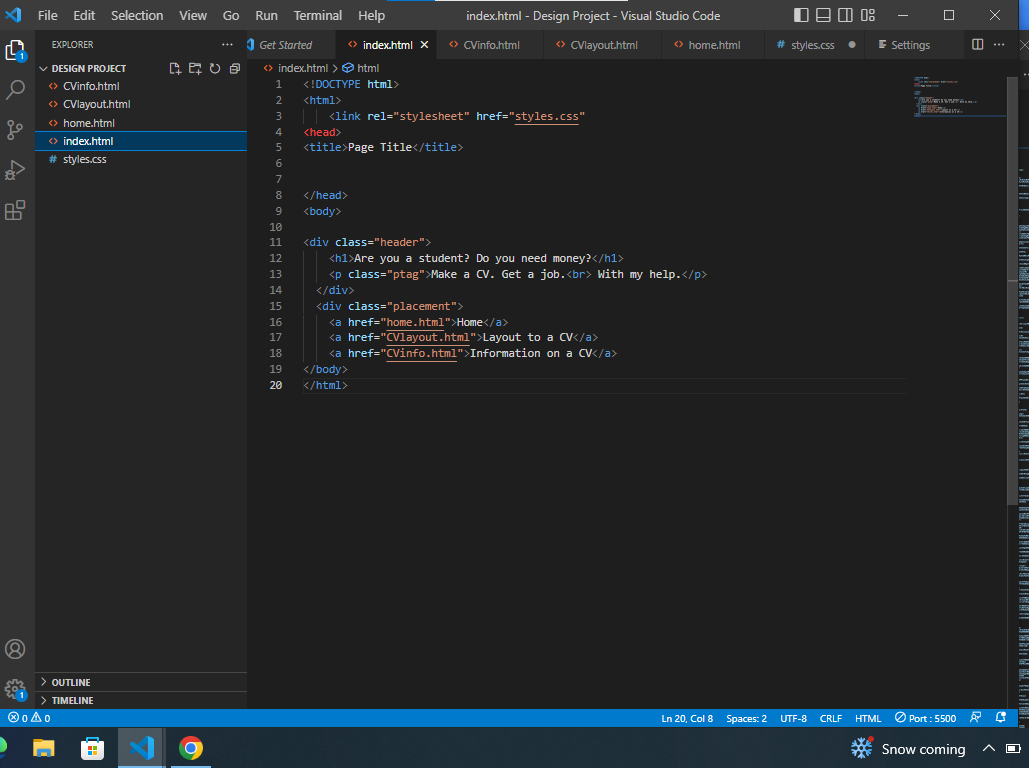 File Edit Selection View Go Run Terminal Help index.html - Design Project - Visual Studio Code
EXPLORER ··· Get Started index.html CVinfo.html CVlayout.html home.html styles.css Settings ···
DESIGN PROJECT
index.html > html
CVinfo.html
CVlayout.html
home.html
index.html
styles.css
1 <!DOCTYPE html>
2 <html>
3 <link rel="stylesheet" href="styles.css"
4 <head>
5 <title>Page Title</title>
6
7
8 </head>
9 <body>
10
11 <div class="header">
12 <h1>Are you a student? Do you need money?</h1>
13 <p class="ptag">Make a CV. Get a job.<br> With my help.</p>
14 </div>
15 <div class="placement">
16 <a href="home.html">Home</a>
17 <a href="CVlayout.html">Layout to a CV</a>
18 <a href="CVinfo.html">Information on a CV</a>
19 </body>
20 </html>
1
1
OUTLINE
TIMELINE
0 0 Ln 20, Col 8 Spaces: 2 UTF-8 CRLF HTML Port : 5500
Snow coming